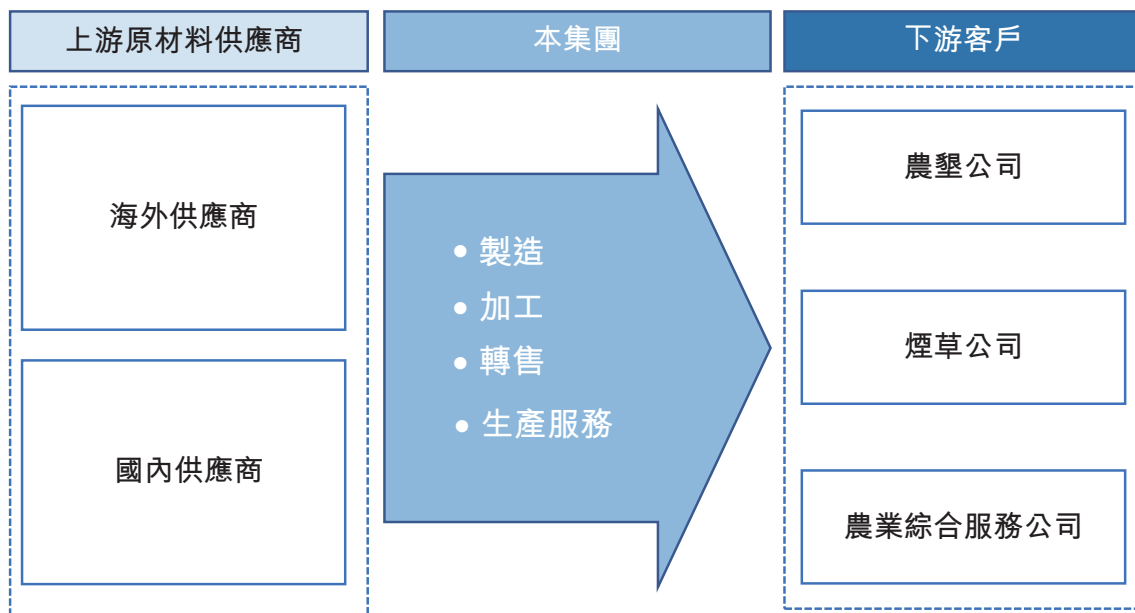 上游原材料供應商
本集團
下游客戶
海外供應商
國內供應商
• 製造
• 加工
• 轉售
• 生產服務
農墾公司
煙草公司
農業綜合服務公司